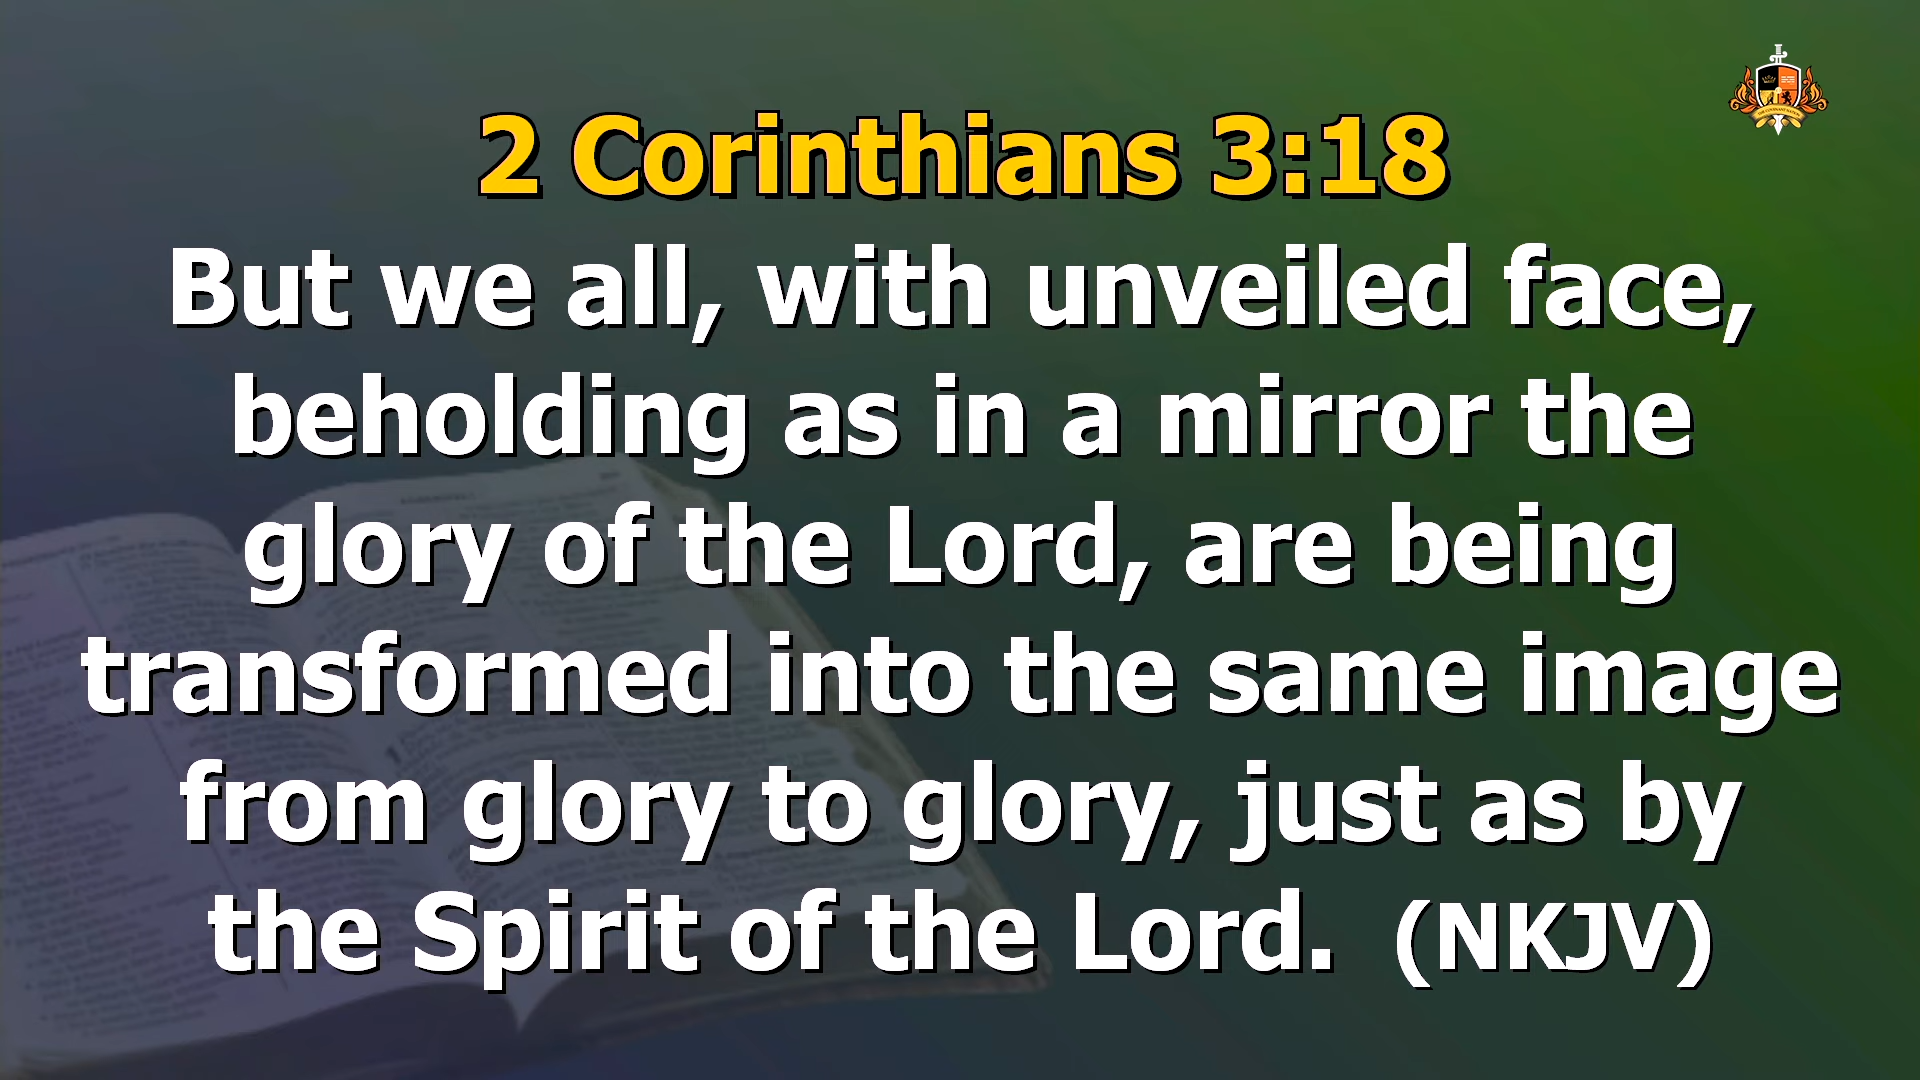 2 Corinthians 3:18
But we all, with unveiled face,
beholding as in a mirror the
glory of the Lord, are being
transformed into the same image
from glory to glory, just as by
the Spirit of the Lord. (NKJV)